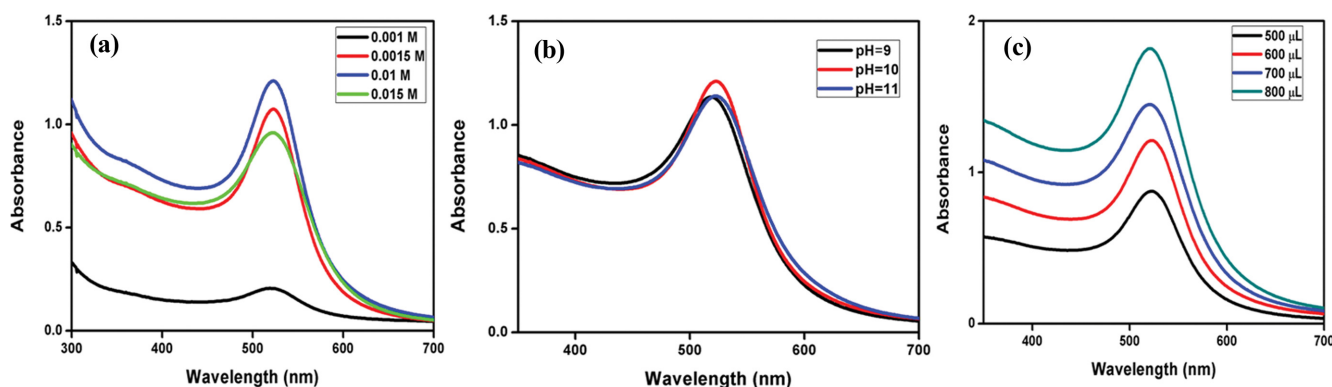 (a)
0.001 M
0.0015 M
0.01 M
0.015 M
1.5
1.0
0.5
0.0
Absorbance
300 400 500 600 700
Wavelength (nm)
(b)
pH=9
pH=10
pH=11
1.5
1.0
0.5
0.0
Absorbance
400 500 600 700
Wavelength (nm)
(c)
500 µL
600 µL
700 µL
800 µL
2
1
0
Absorbance
400 500 600 700
Wavelength (nm)